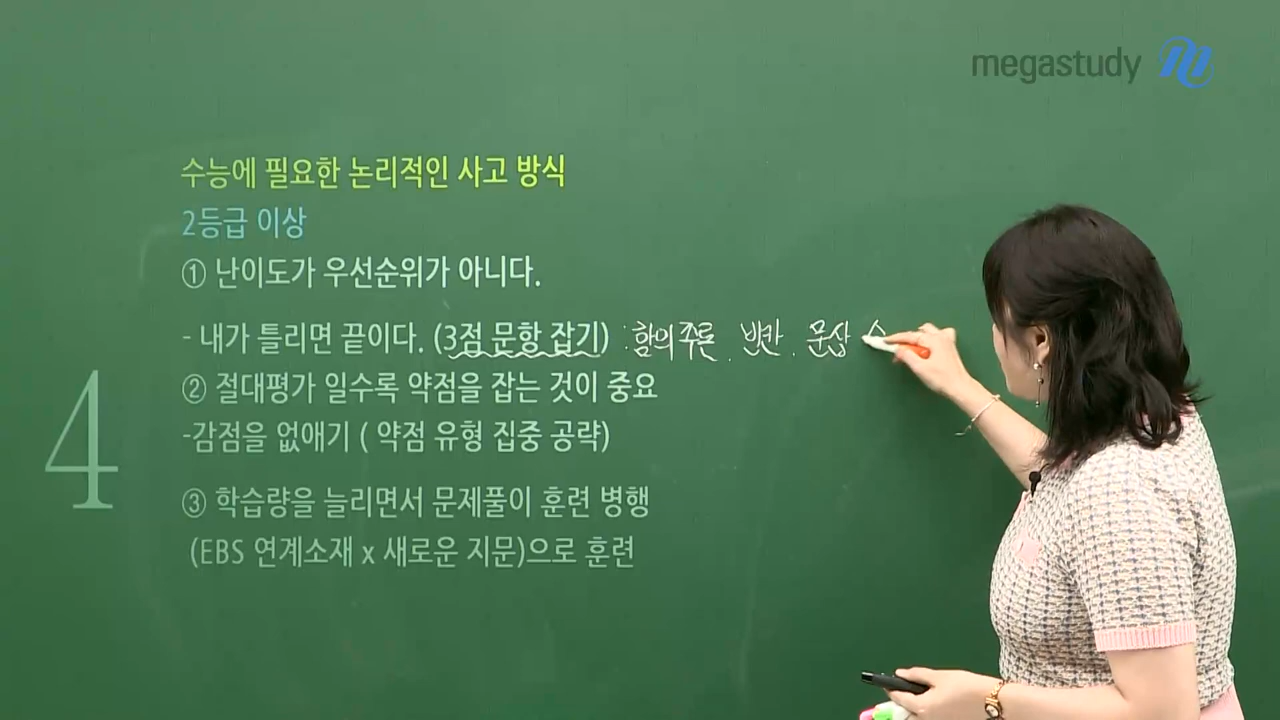 megastudy
수능에 필요한 논리적인 사고 방식
2등급 이상
① 난이도가 우선순위가 아니다.
- 내가 틀리면 끝이다. (3점 문항 잡기) : 함의추론. 빈칸. 문삽
② 절대평가 일수록 약점을 잡는 것이 중요
-감점을 없애기 ( 약점 유형 집중 공략)
③ 학습량을 늘리면서 문제풀이 훈련 병행
(EBS 연계소재 x 새로운 지문)으로 훈련
4